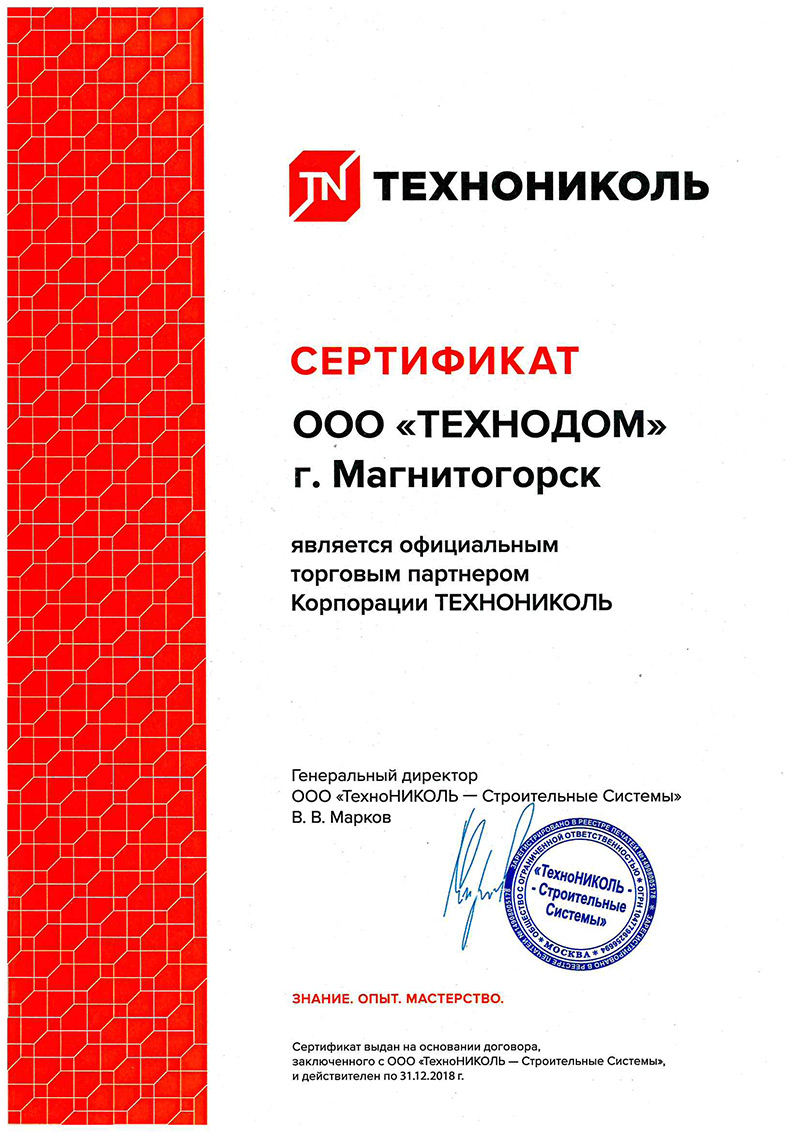 TN ТЕХНОНИКОЛЬ
СЕРТИФИКАТ
ООО «ТЕХНОДОМ»
г. Магнитогорск
является официальным
торговым партнером
Корпорации ТЕХНОНИКОЛЬ
Генеральный директор
ООО «ТехноНИКОЛЬ — Строительные Системы»
В. В. Марков
ОБЩЕСТВО С ОГРАНИЧЕННОЙ ОТВЕТСТВЕННОСТЬЮ
«ТехноНИКОЛЬ -
- Строительные
Системы»
* МОСКВА *
ЗНАНИЕ. ОПЫТ. МАСТЕРСТВО.
Сертификат выдан на основании договора,
заключенного с ООО «ТехноНИКОЛЬ — Строительные Системы»,
и действителен по 31.12.2018 г.